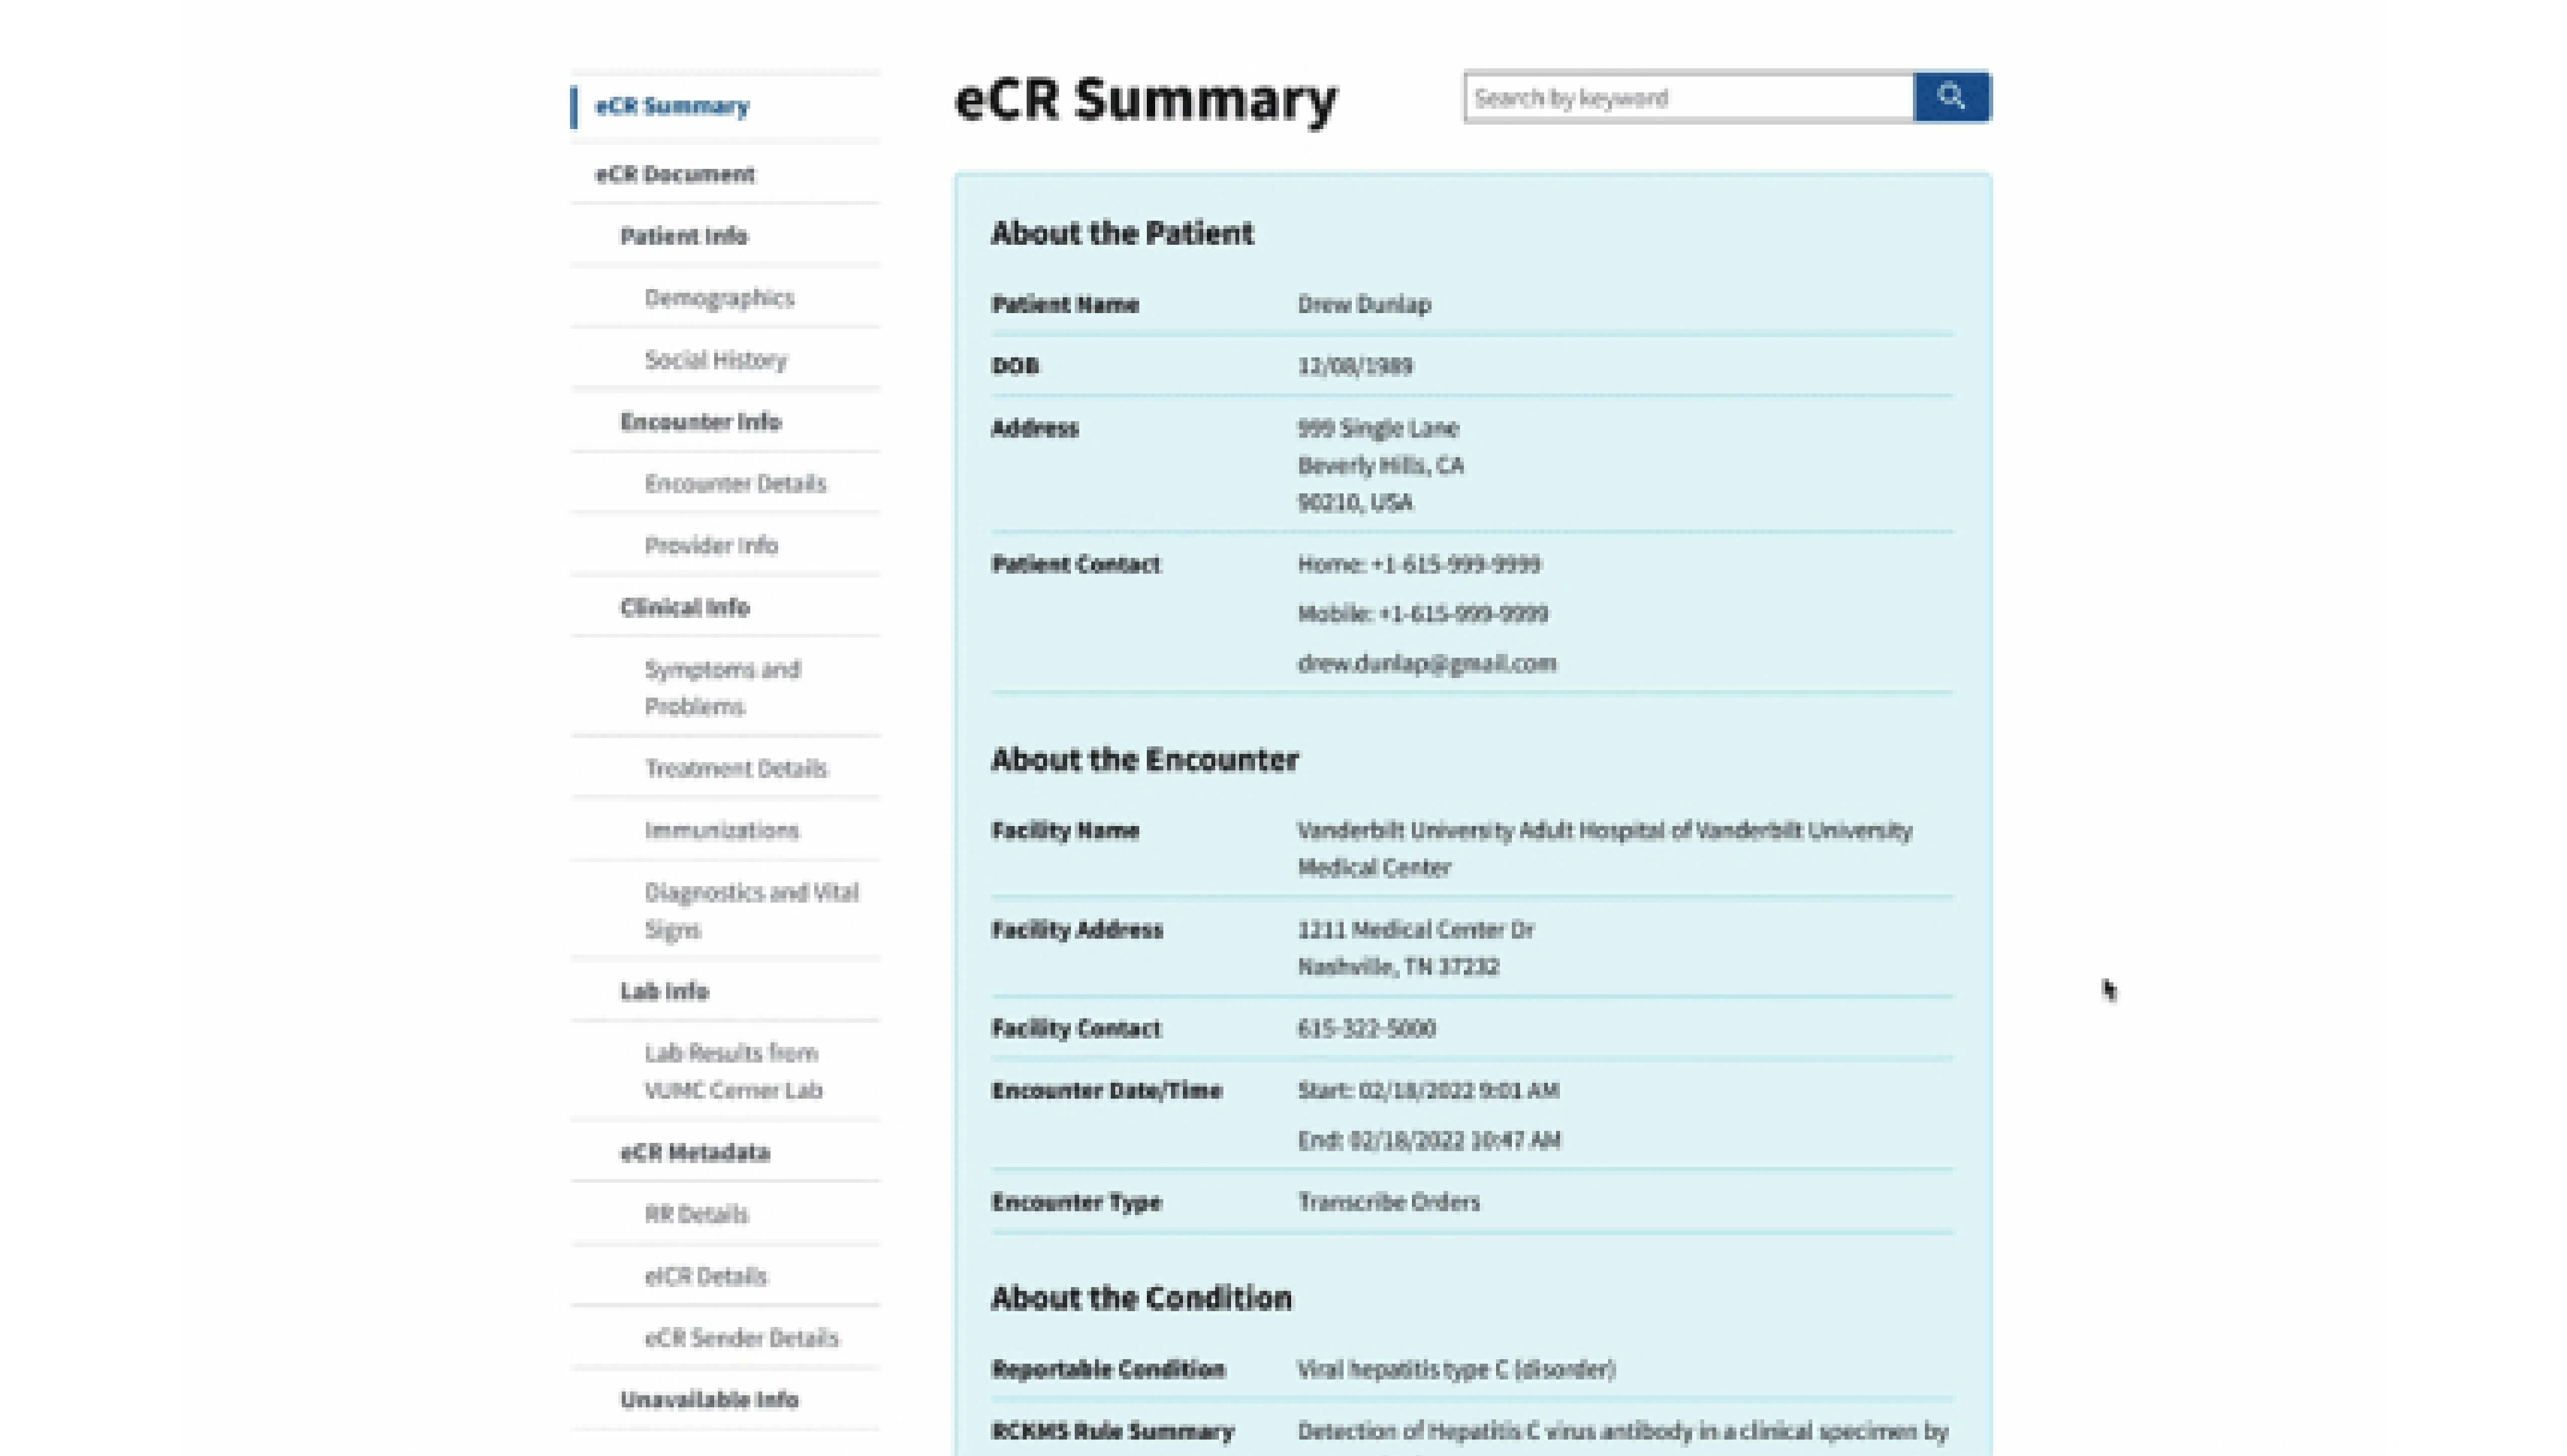 eCR Summary
eCR Document
Patient Info
Demographics
Social History
Encounter Info
Encounter Details
Provider Info
Clinical Info
Symptoms and
Problems
Treatment Details
Immunizations
Diagnostics and Vital
Signs
Lab Info
Lab Results from
VUMC Cerner Lab
eCR Metadata
RR Details
eICR Details
eCR Sender Details
Unavailable Info
eCR Summary
Search by keyword
About the Patient
Patient Name Drew Dunlap
DOB 12/08/1989
Address 999 Single Lane
Beverly Hills, CA
90210, USA
Patient Contact Home: +1-615-999-9999
Mobile: +1-615-999-9999
drew.dunlap@gmail.com
About the Encounter
Facility Name Vanderbilt University Adult Hospital of Vanderbilt University
Medical Center
Facility Address 1211 Medical Center Dr
Nashville, TN 37232
Facility Contact 615-322-5000
Encounter Date/Time Start: 02/18/2022 9:01 AM
End: 02/18/2022 10:47 AM
Encounter Type Transcribe Orders
About the Condition
Reportable Condition Viral hepatitis type C (disorder)
RCKMS Rule Summary Detection of Hepatitis C virus antibody in a clinical specimen by